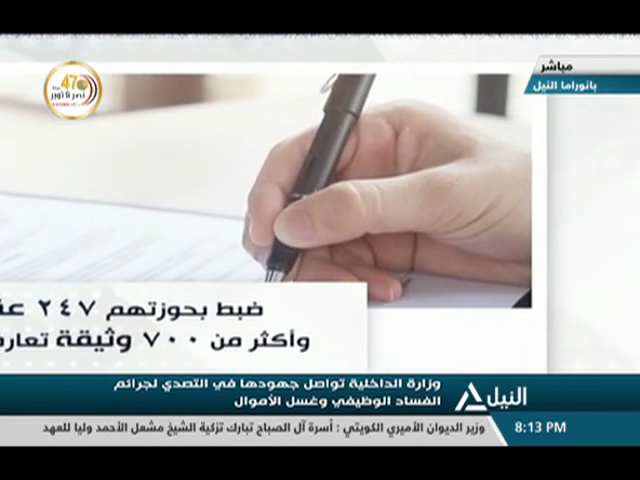 مباشر
بانوراما النيل
47
ضبط بحوزتهم ٢٤٧
وأكثر من ٧٠٠ وثيقة
وزارة الداخلية تواصل جهودها في التصدي لجرائم
الفساد الوظيفي وغسل الأموال
النيل
وزير الديوان الأميري الكويتي : أسرة آل الصباح تبارك تزكية الشيخ مشعل الأحمد وليا للعهد
8:13 PM